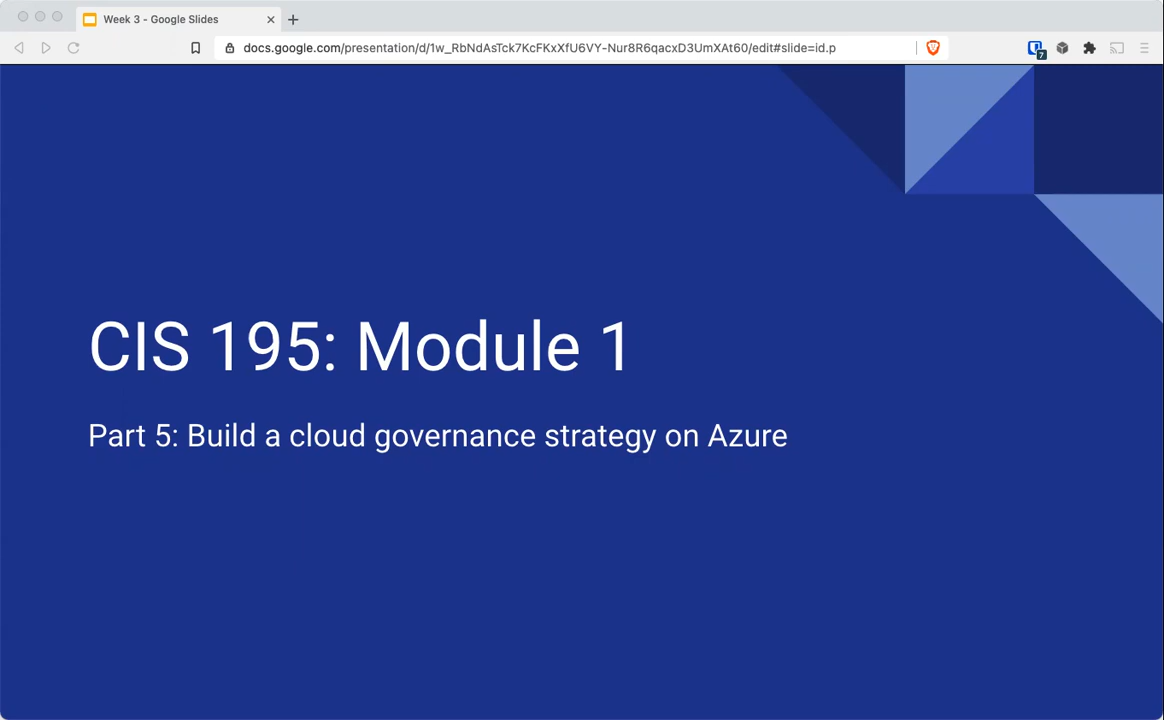 Week 3 - Google Slides
docs.google.com/presentation/d/1w_RbNdAsTck7KcFKxXfU6VY-Nur8R6qacxD3UmXAt60/edit#slide=id.p
7
CIS 195: Module 1
Part 5: Build a cloud governance strategy on Azure